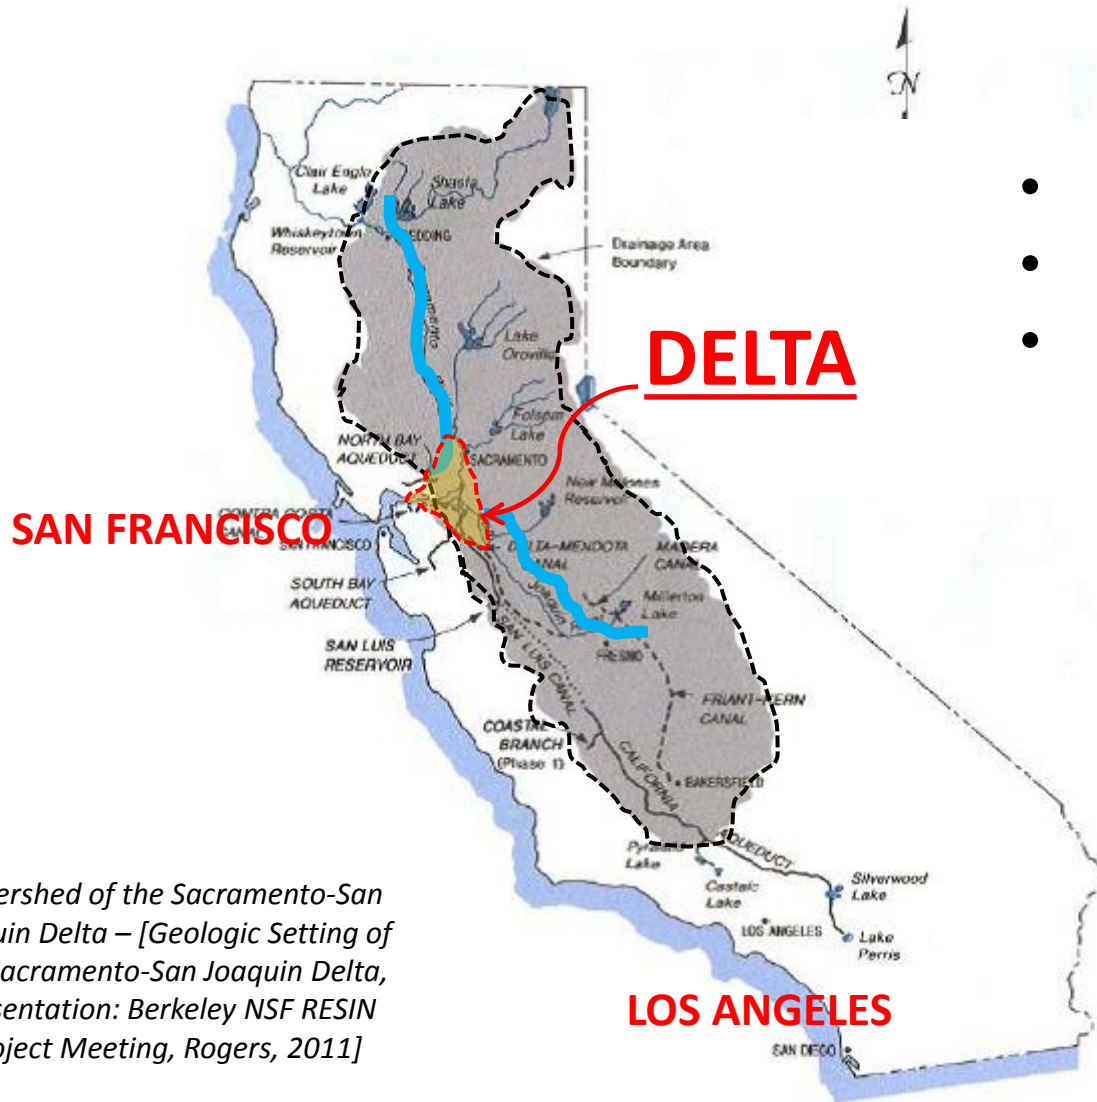 N
Clair Engle
Lake
Shasta
Lake
Whiskeytown
Reservoir
REDDING
Drainage Area
Boundary
Lake
Oroville
DELTA
Folsom
Lake
NORTH BAY
AQUEDUCT
SACRAMENTO
New Melones
Reservoir
SAN FRANCISCO
CONTRA COSTA
CANAL
SAN FRANCISCO
DELTA-MENDOTA
CANAL
MADERA
CANAL
SOUTH BAY
AQUEDUCT
Millerton
Lake
JOAQUIN
SAN LUIS
RESERVOIR
FRESNO
SAN LUIS CANAL
FRIANT-KERN
CANAL
COASTAL
BRANCH
(Phase 1)
CALIFORNIA
AQUEDUCT
BAKERSFIELD
Pyramid
Lake
Castaic
Lake
Silverwood
Lake
LOS ANGELES
Lake
Perris
ershed of the Sacramento-San
uin Delta – [Geologic Setting of
acramento-San Joaquin Delta,
sentation: Berkeley NSF RESIN
oject Meeting, Rogers, 2011]
LOS ANGELES
SAN DIEGO